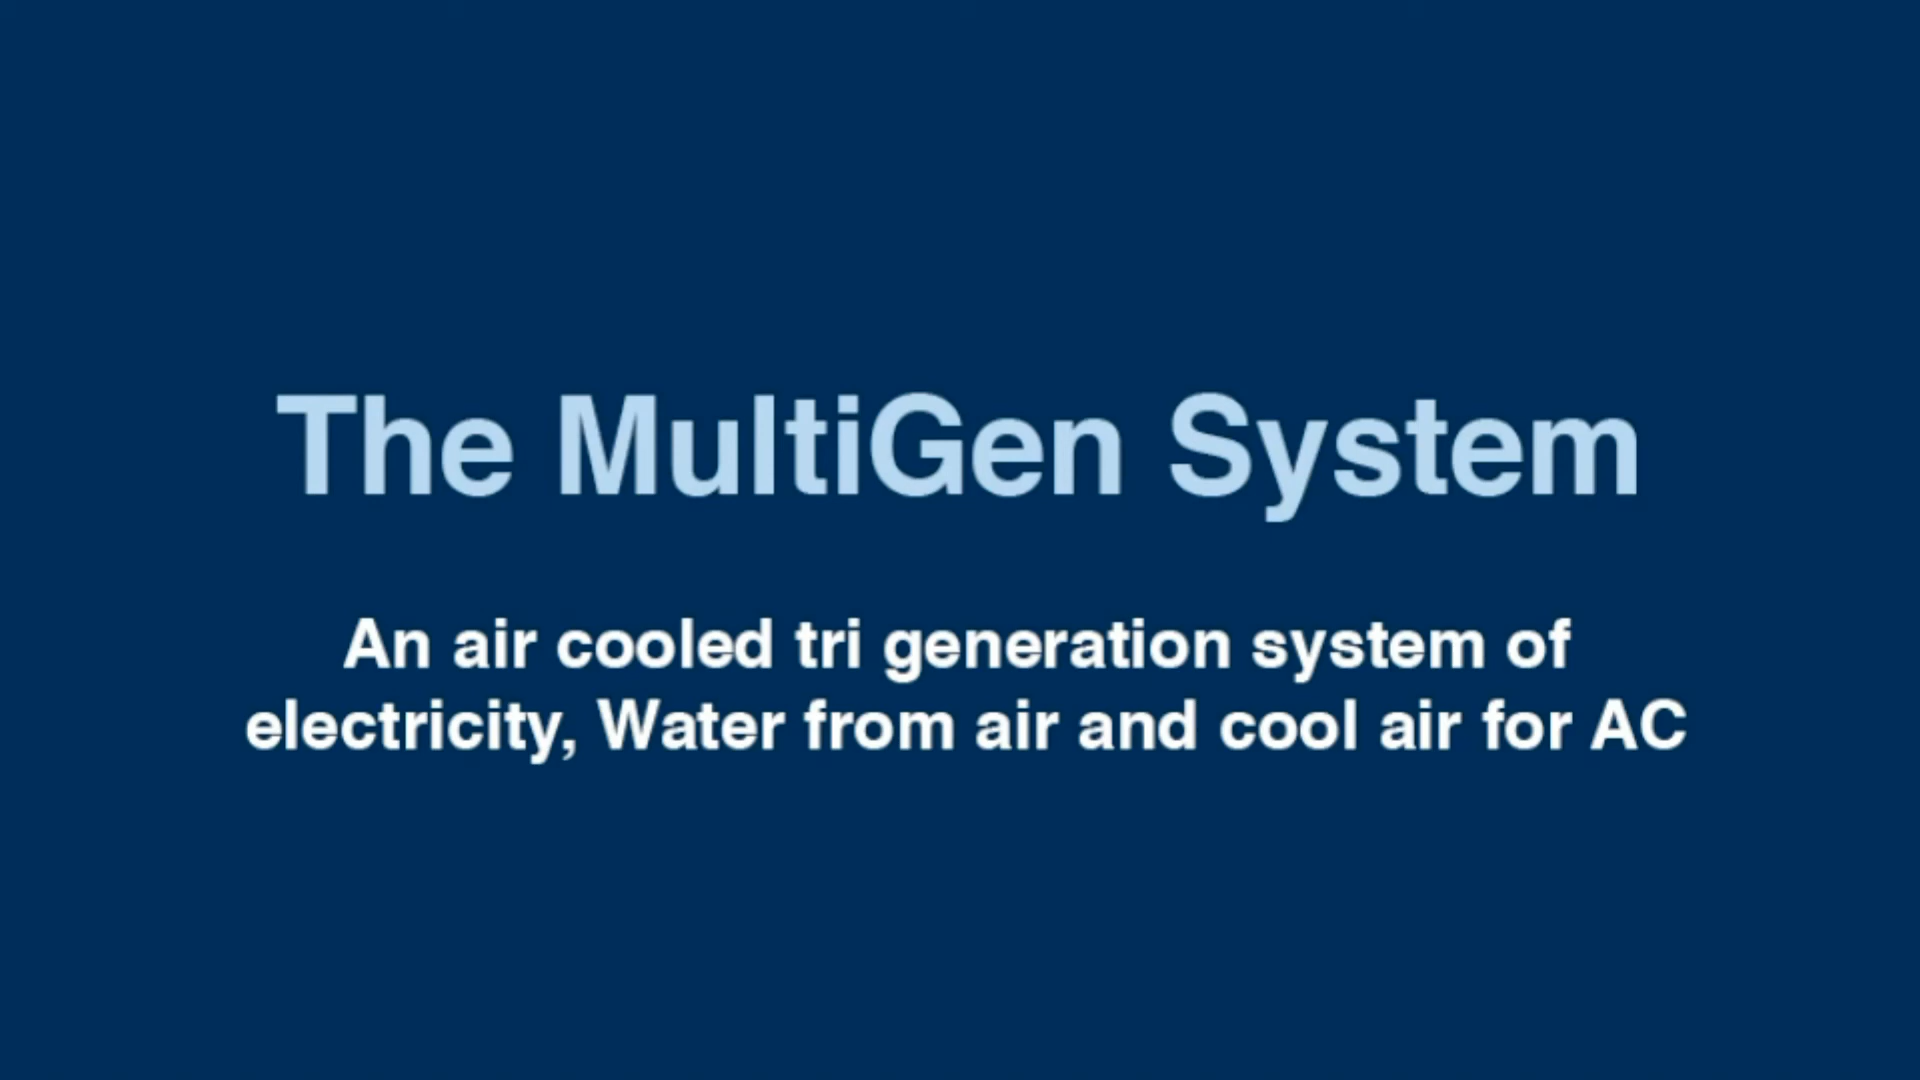 The MultiGen System
An air cooled tri generation system of
electricity, Water from air and cool air for AC